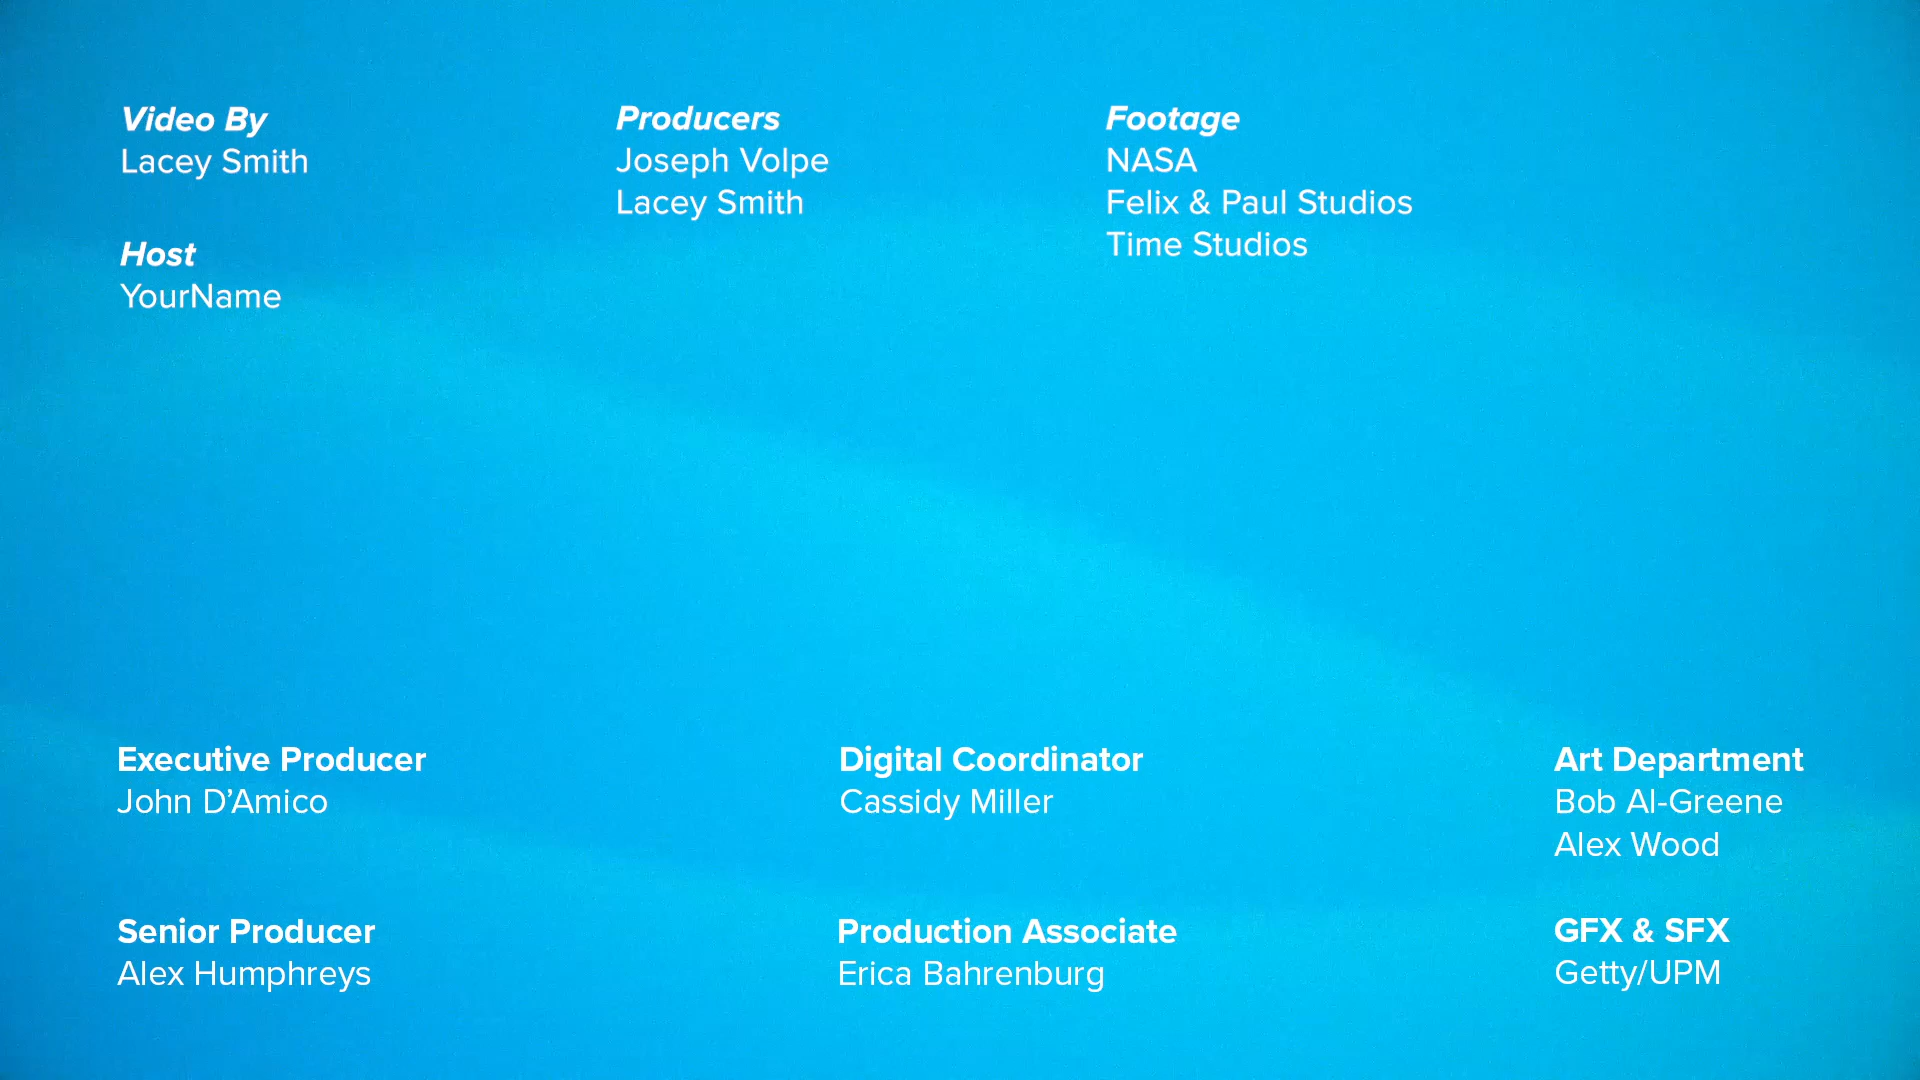 Video By
Lacey Smith
Host
YourName
Producers
Joseph Volpe
Lacey Smith
Footage
NASA
Felix & Paul Studios
Time Studios
Executive Producer
John D’Amico
Senior Producer
Alex Humphreys
Digital Coordinator
Cassidy Miller
Production Associate
Erica Bahrenburg
Art Department
Bob Al-Greene
Alex Wood
GFX & SFX
Getty/UPM